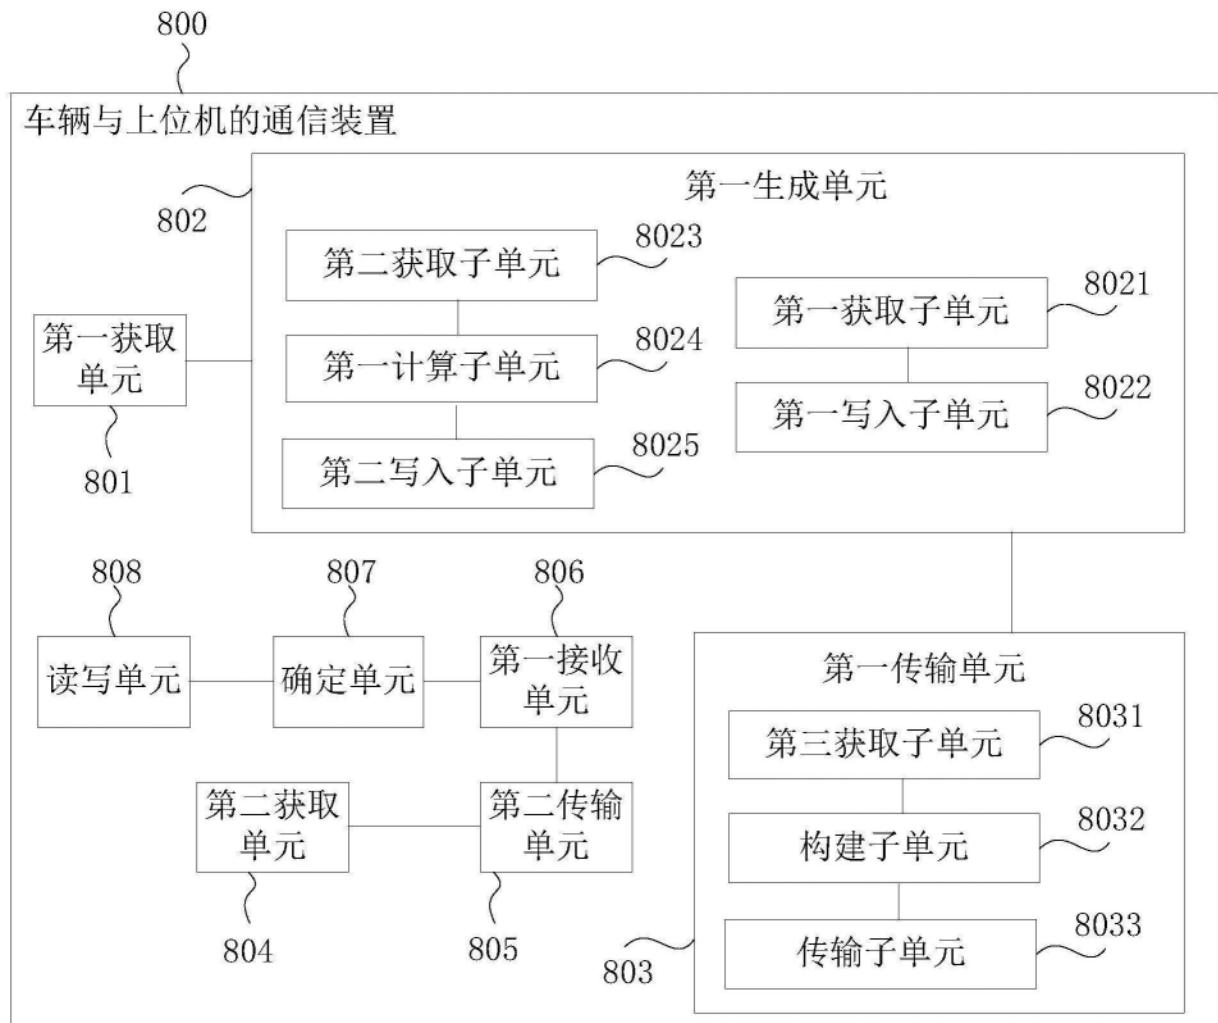 800
车辆与上位机的通信装置
802
第一生成单元
第二获取子单元
8023
第一获取子单元
8021
第一获取
单元
801
第一计算子单元
8024
第一写入子单元
8022
第二写入子单元
8025
808
807
806
读写单元
确定单元
第一接收
单元
第二获取
单元
804
第二传输
单元
805
803
第一传输单元
第三获取子单元
8031
构建子单元
8032
传输子单元
8033